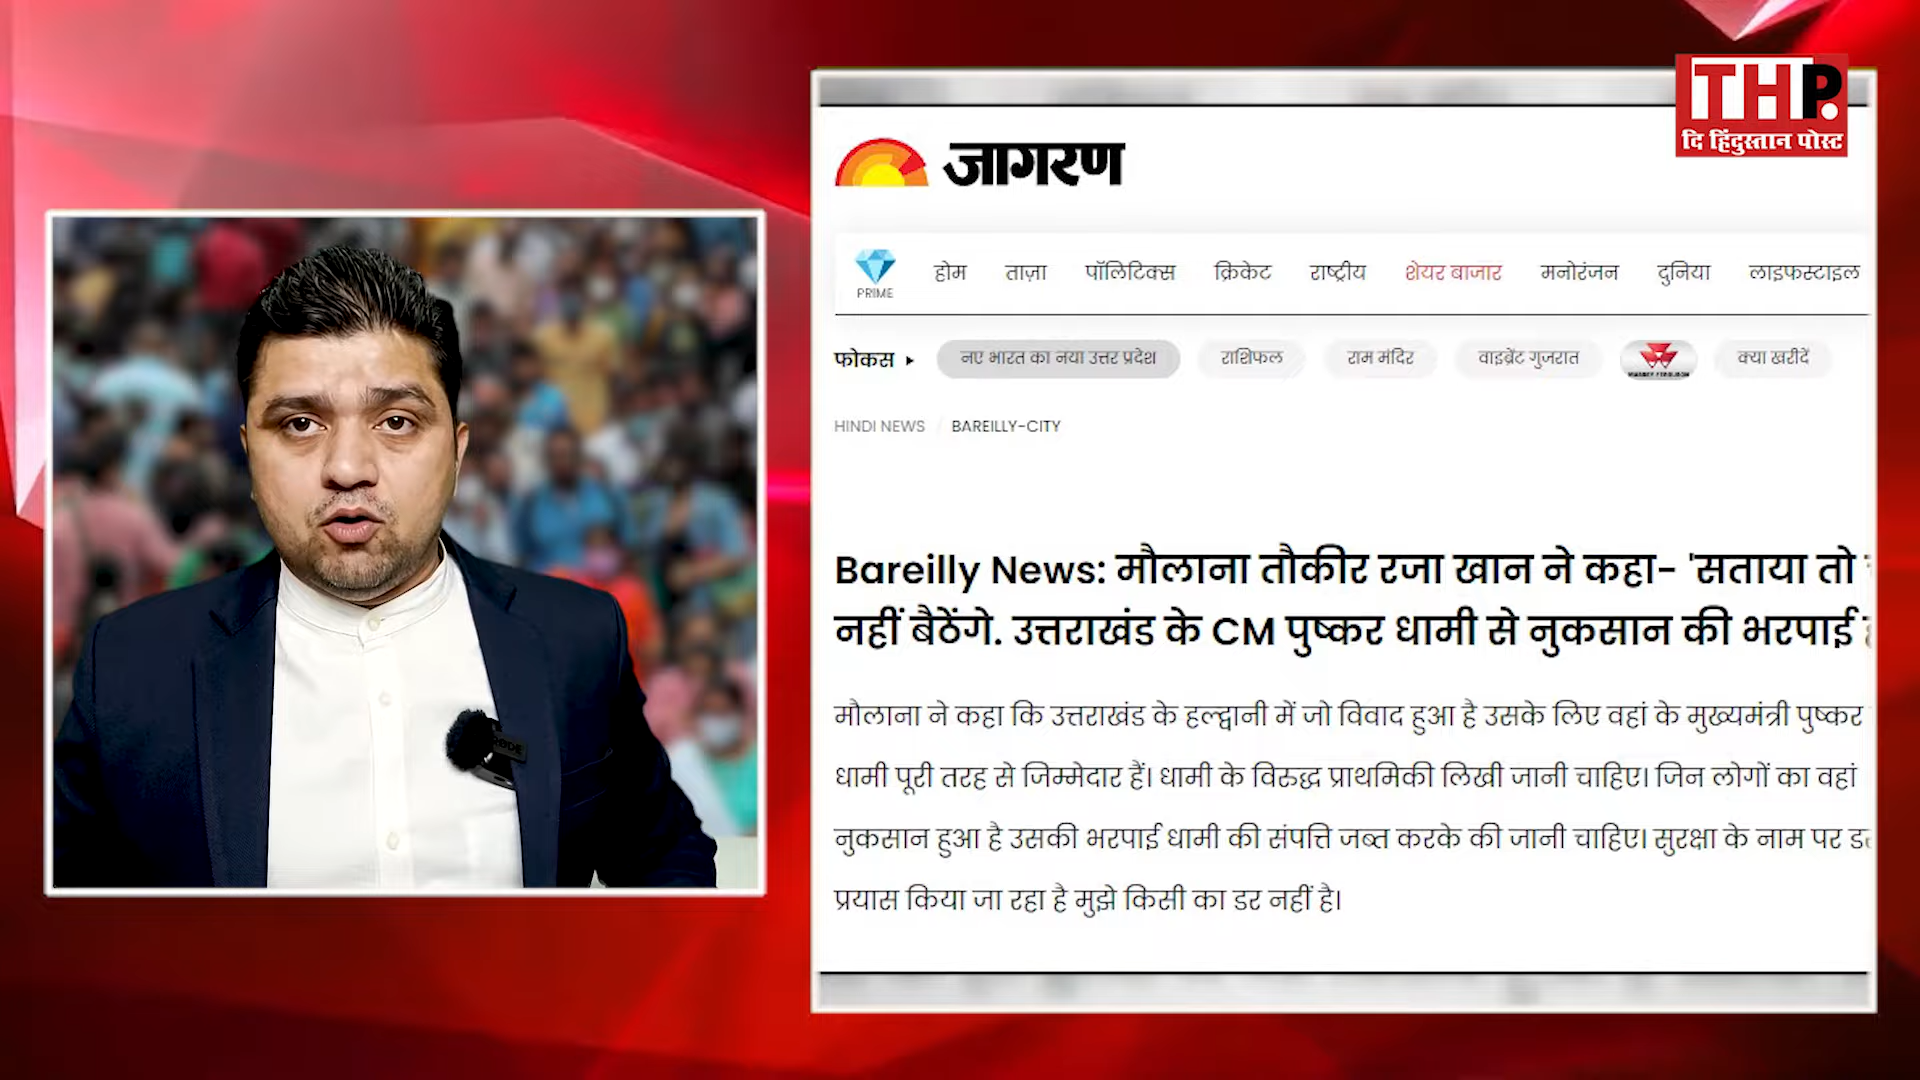 THP.
दि हिंदुस्तान पोस्ट
जागरण
PRIME होम ताज़ा पॉलिटिक्स क्रिकेट राष्ट्रीय शेयर बाजार मनोरंजन दुनिया लाइफस्टाइल
फोकस नए भारत का नया उत्तर प्रदेश राशिफल राम मंदिर वाइब्रेंट गुजरात MASSEY FERGUSON क्या खरीदें
HINDI NEWS / BAREILLY-CITY
Bareilly News: मौलाना तौकीर रजा खान ने कहा- 'सताया तो
नहीं बैठेंगे. उत्तराखंड के CM पुष्कर धामी से नुकसान की भरपाई
मौलाना ने कहा कि उत्तराखंड के हल्द्वानी में जो विवाद हुआ है उसके लिए वहां के मुख्यमंत्री पुष्कर
धामी पूरी तरह से जिम्मेदार हैं। धामी के विरुद्ध प्राथमिकी लिखी जानी चाहिए। जिन लोगों का वहां
नुकसान हुआ है उसकी भरपाई धामी की संपत्ति जब्त करके की जानी चाहिए। सुरक्षा के नाम पर
प्रयास किया जा रहा है मुझे किसी का डर नहीं है।
RODE